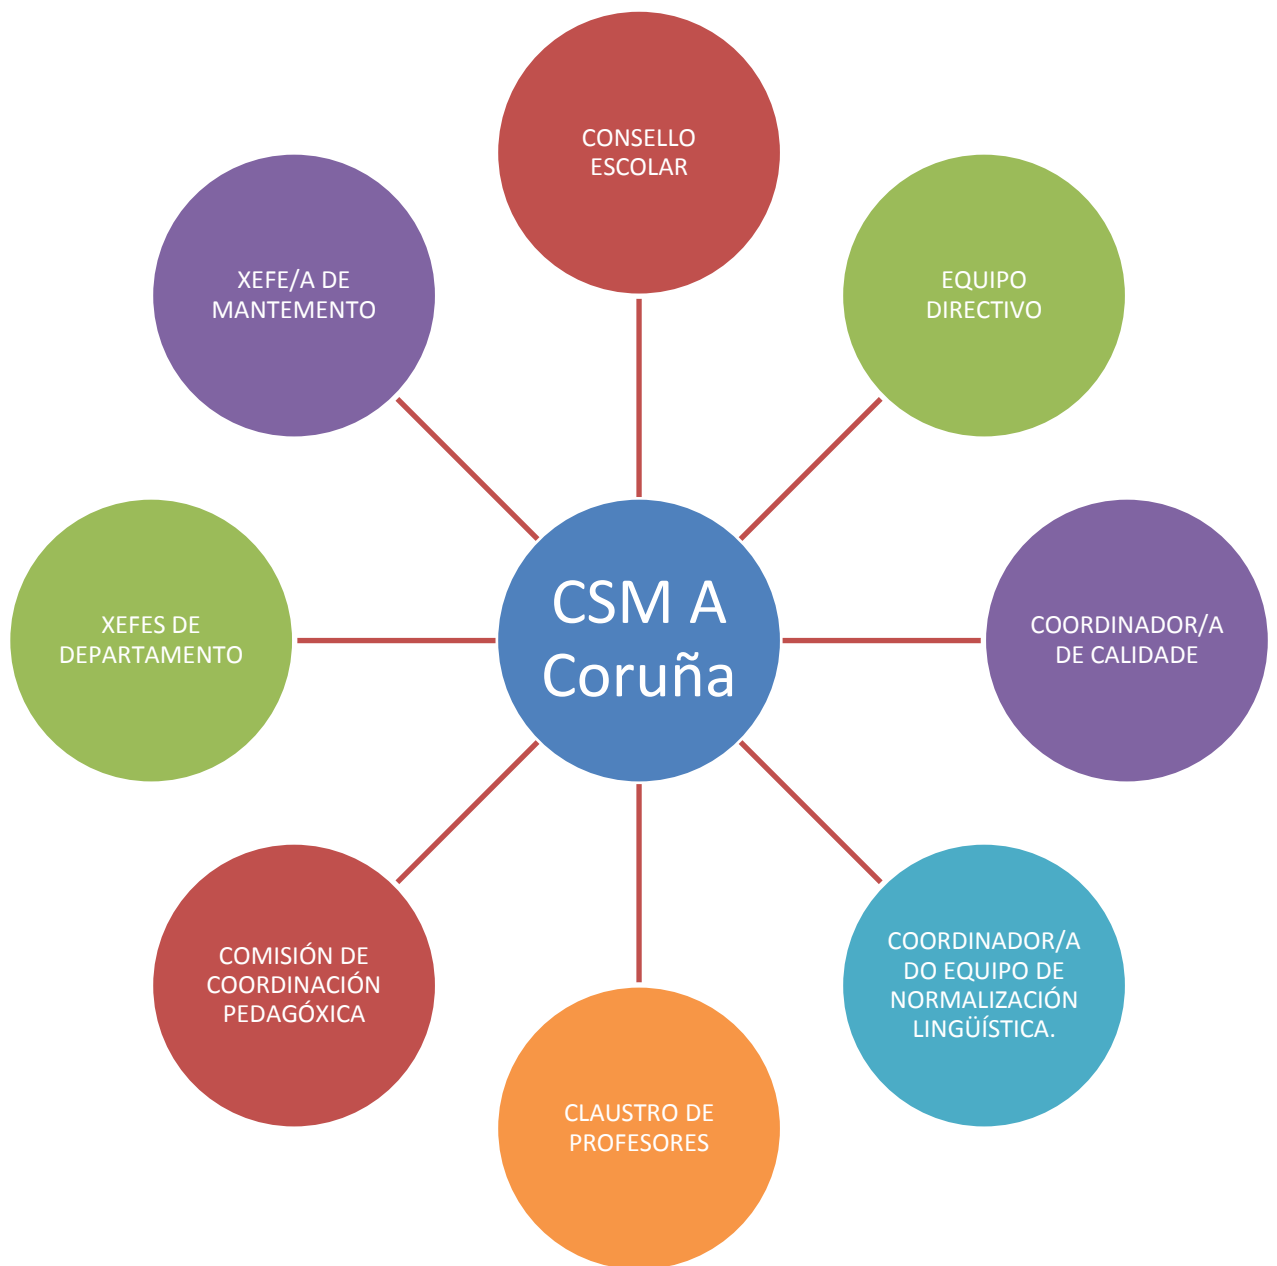 CONSELLO
ESCOLAR
XEFE/A DE
MANTEMENTO
EQUIPO
DIRECTIVO
CSM A
Coruña
XEFES DE
DEPARTAMENTO
COORDINADOR/A
DE CALIDADE
COMISIÓN DE
COORDINACIÓN
PEDAGÓXICA
COORDINADOR/A
DO EQUIPO DE
NORMALIZACIÓN
LINGÜÍSTICA.
CLAUSTRO DE
PROFESORES